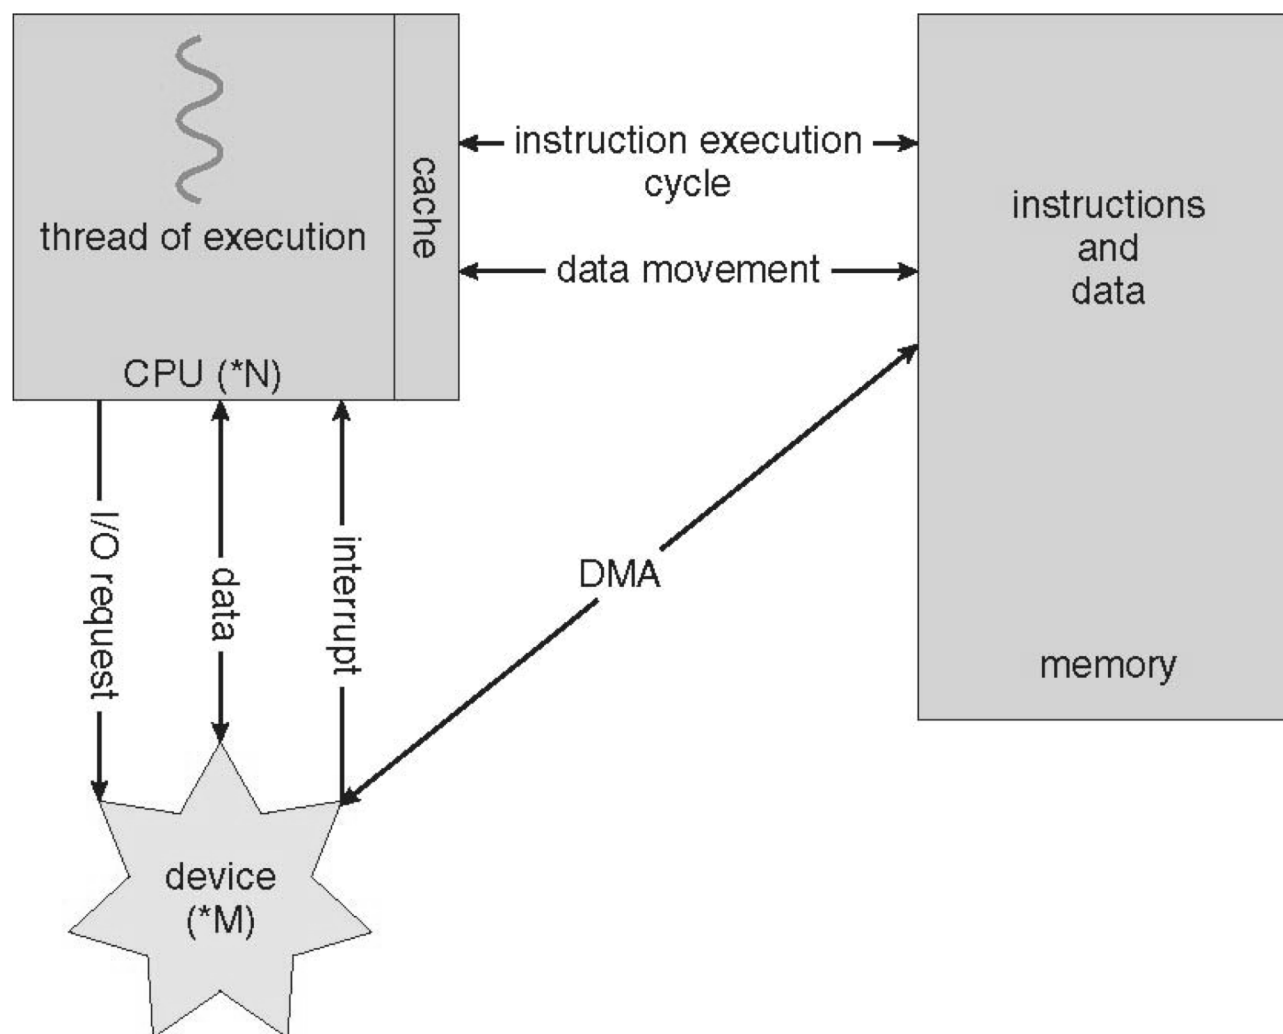 thread of execution
cache
CPU (*N)
instruction execution
cycle
data movement
instructions
and
data
memory
I/O request
data
interrupt
DMA
device
(*M)